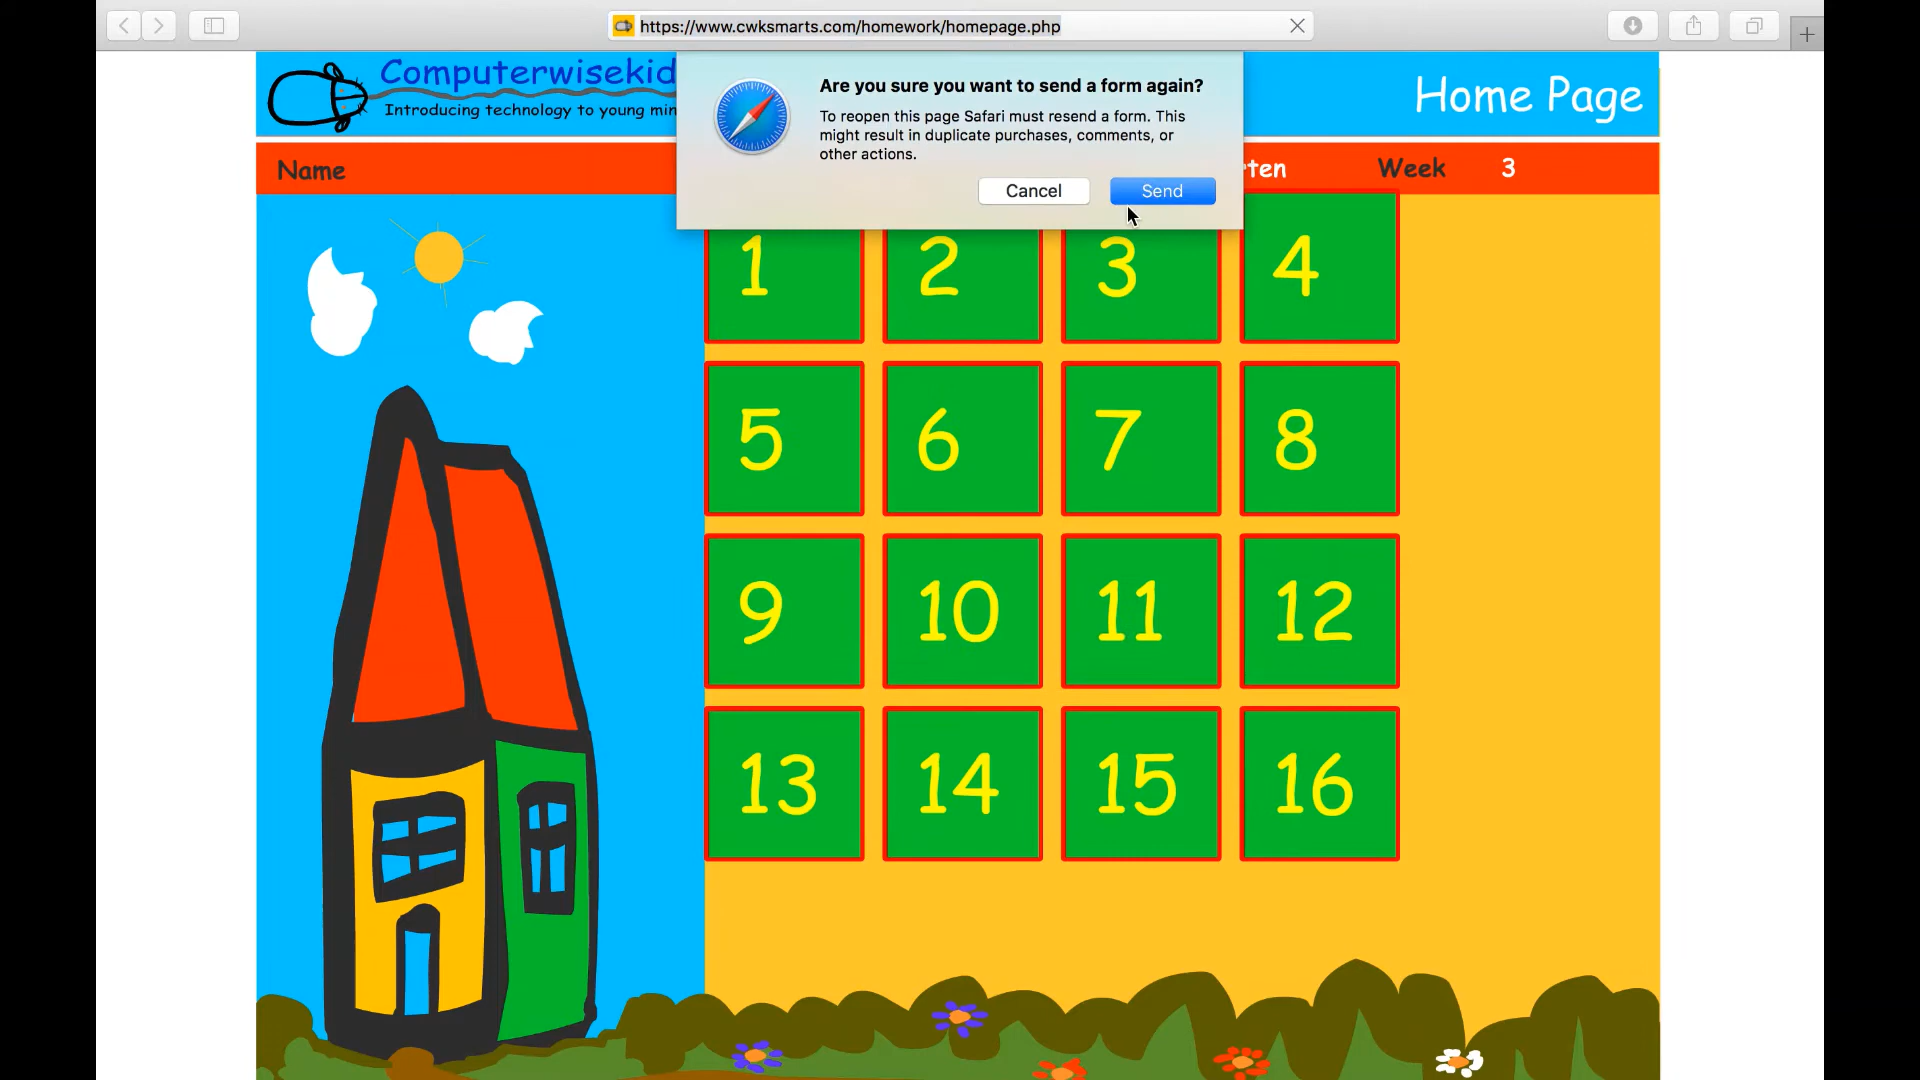 https://www.cwksmarts.com/homework/homepage.php
Computerwisekid
Introducing technology to young min
Home Page
Are you sure you want to send a form again?
To reopen this page Safari must resend a form. This
might result in duplicate purchases, comments, or
other actions.
Cancel Send
Name rten Week 3
1 2 3 4
5 6 7 8
9 10 11 12
13 14 15 16